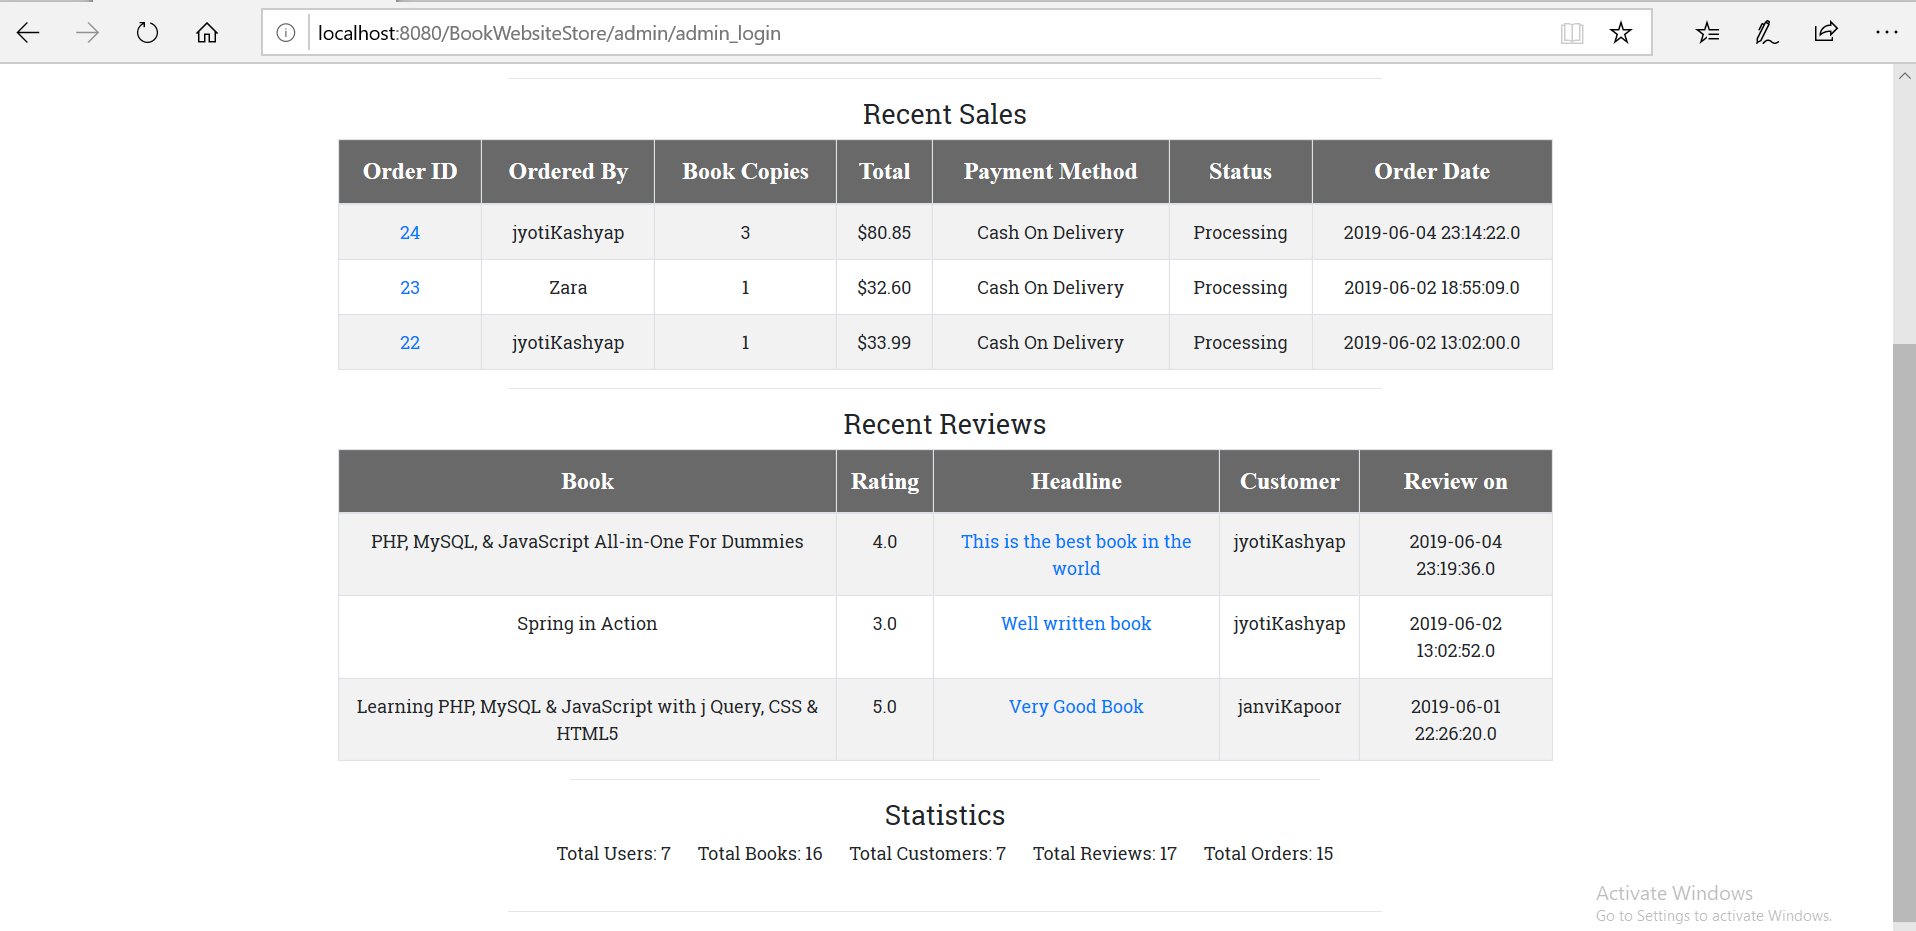 localhost:8080/BookWebsiteStore/admin/admin_login
Recent Sales
Order ID Ordered By Book Copies Total Payment Method Status Order Date
24 jyotiKashyap 3 $80.85 Cash On Delivery Processing 2019-06-04 23:14:22.0
23 Zara 1 $32.60 Cash On Delivery Processing 2019-06-02 18:55:09.0
22 jyotiKashyap 1 $33.99 Cash On Delivery Processing 2019-06-02 13:02:00.0
Recent Reviews
Book Rating Headline Customer Review on
PHP, MySQL, & JavaScript All-in-One For Dummies 4.0 This is the best book in the jyotiKashyap 2019-06-04
world 23:19:36.0
Spring in Action 3.0 Well written book jyotiKashyap 2019-06-02
13:02:52.0
Learning PHP, MySQL & JavaScript with j Query, CSS & 5.0 Very Good Book janviKapoor 2019-06-01
HTML5 22:26:20.0
Statistics
Total Users: 7 Total Books: 16 Total Customers: 7 Total Reviews: 17 Total Orders: 15
Activate Windows
Go to Settings to activate Windows.